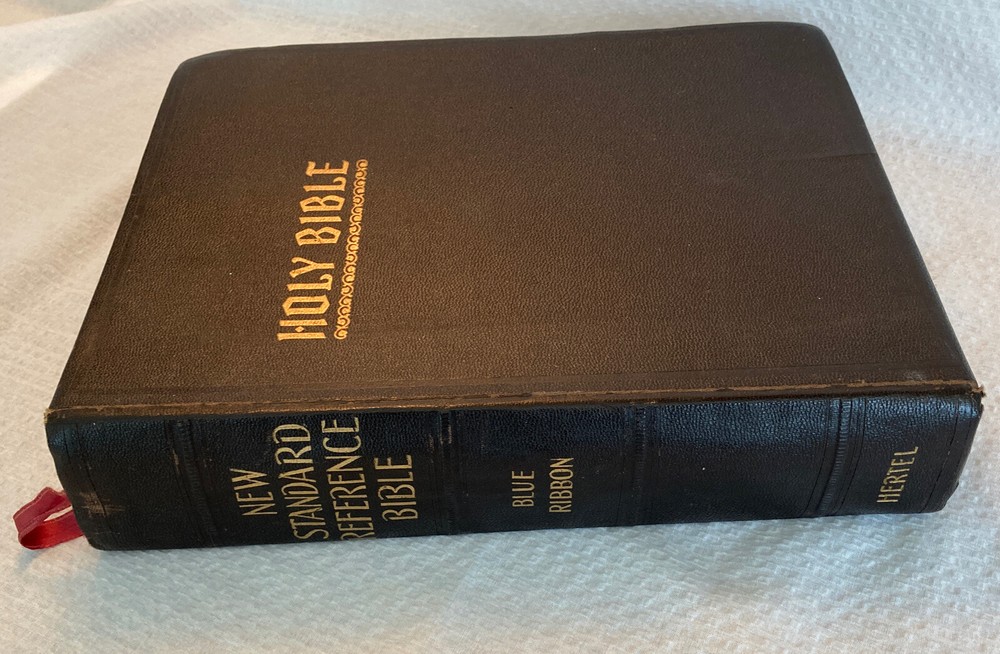 HOLY BIBLE
NEW
STANDARD
REFERENCE
BIBLE
BLUE
RIBBON
HERTEL